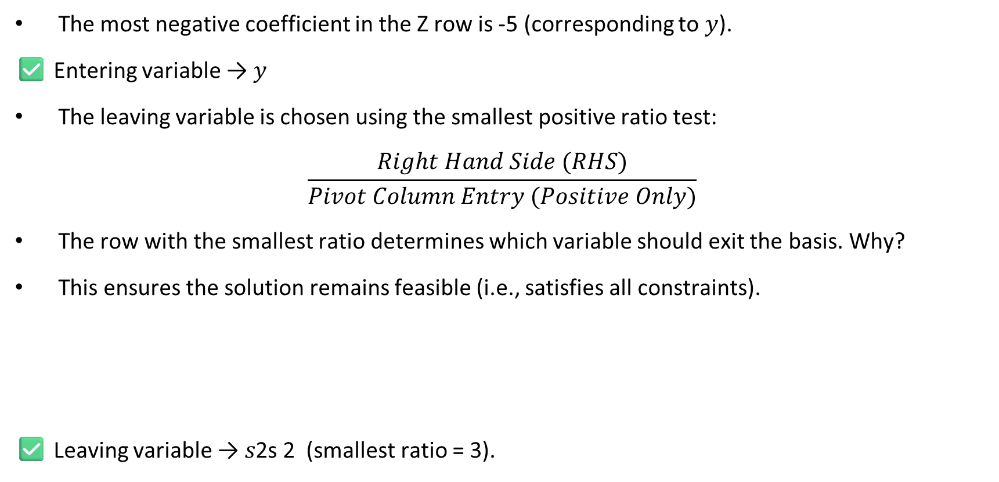 • The most negative coefficient in the Z row is -5 (corresponding to y).
✅ Entering variable → y
• The leaving variable is chosen using the smallest positive ratio test:
Right Hand Side (RHS)
Pivot Column Entry (Positive Only)
• The row with the smallest ratio determines which variable should exit the basis. Why?
• This ensures the solution remains feasible (i.e., satisfies all constraints).
✅ Leaving variable → s2s 2 (smallest ratio = 3).